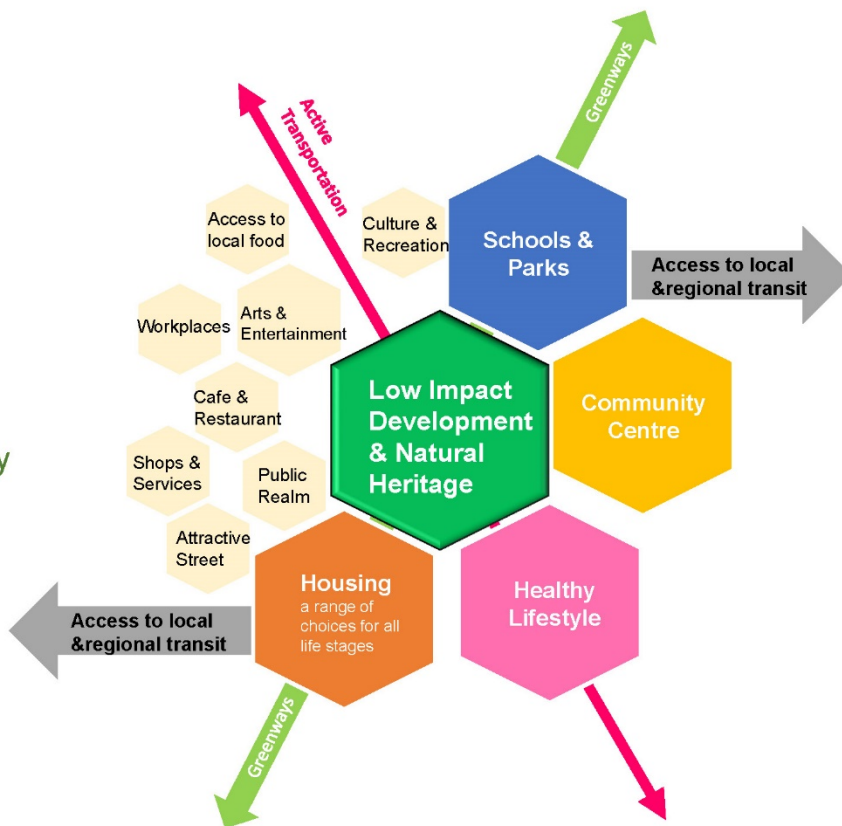 Greenways
Active
Transportation
Access to
local food
Culture &
Recreation
Schools &
Parks
Access to local
&regional transit
Workplaces
Arts &
Entertainment
Low Impact
Development
& Natural
Heritage
Community
Centre
Cafe &
Restaurant
Shops &
Services
Public
Realm
Attractive
Street
y
Housing
a range of
choices for all
life stages
Healthy
Lifestyle
Access to local
&regional transit
Greenways